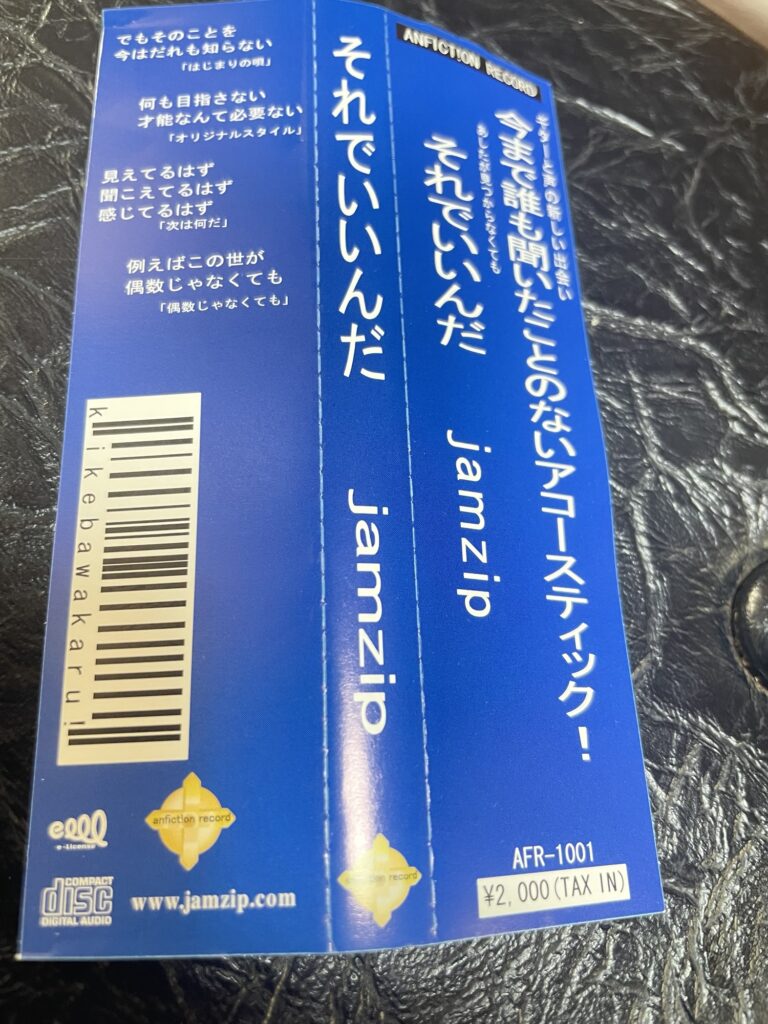 ANFICTION RECORD
ギターと声の新しい出会い
今まで誰も聞いたことのないアコースティック!
あしたが見つからなくても
それでいいんだ
jamzip
AFR-1001
¥2,000(TAX IN)
それでいいんだ
jamzip
でもそのことを
今はだれも知らない
「はじまりの唄」
何も目指さない
才能なんて必要ない
「オリジナルスタイル」
見えてるはず
聞こえてるはず
感じてるはず
「次は何だ」
例えばこの世が
偶数じゃなくても
「偶数じゃなくても」
kikebawakaru!
e-License
anfiction record
COMPACT
disc
DIGITAL AUDIO
www.jamzip.com
record